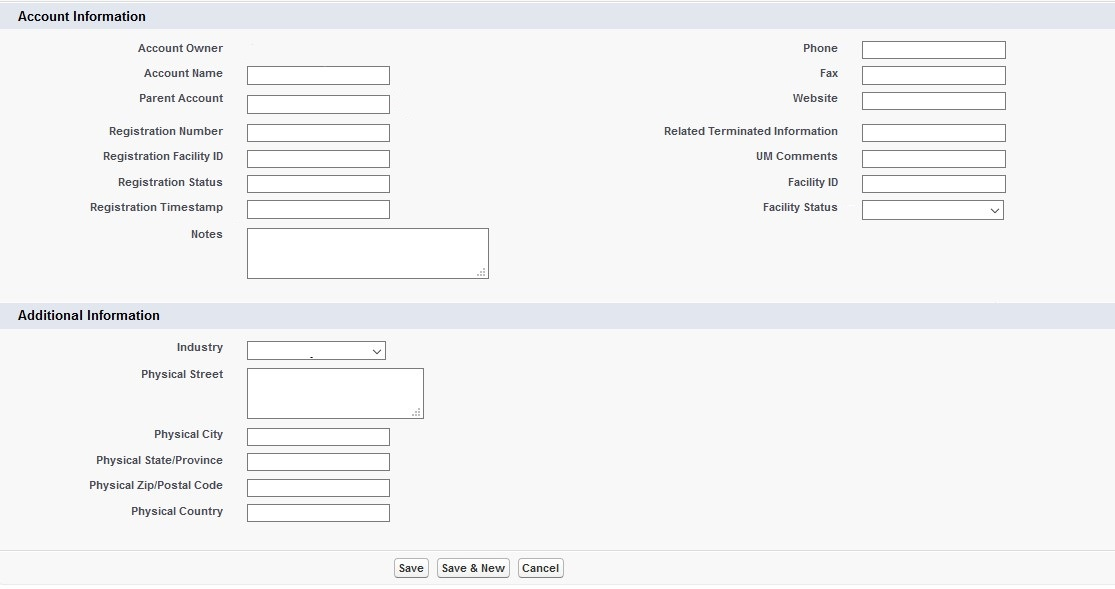 Account Information
Account Owner
Account Name
Parent Account
Registration Number
Registration Facility ID
Registration Status
Registration Timestamp
Notes
Phone
Fax
Website
Related Terminated Information
UM Comments
Facility ID
Facility Status
Additional Information
Industry
Physical Street
Physical City
Physical State/Province
Physical Zip/Postal Code
Physical Country
Save Save & New Cancel